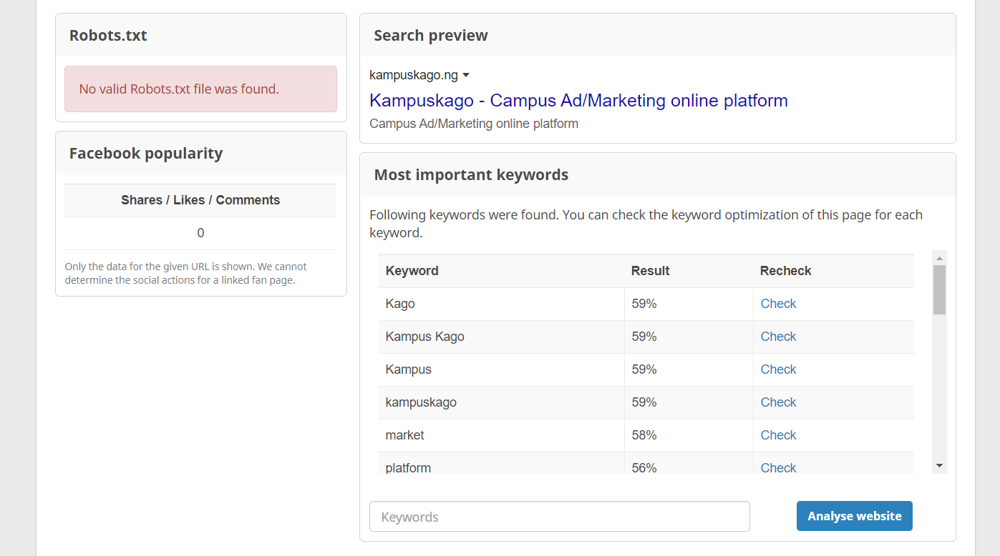 Robots.txt
No valid Robots.txt file was found.
Facebook popularity
Shares / Likes / Comments
0
Only the data for the given URL is shown. We cannot
determine the social actions for a linked fan page.
Search preview
kampuskago.ng
Kampuskago - Campus Ad/Marketing online platform
Campus Ad/Marketing online platform
Most important keywords
Following keywords were found. You can check the keyword optimization of this page for each
keyword.
Keyword Result Recheck
Kago 59% Check
Kampus Kago 59% Check
Kampus 59% Check
kampuskago 59% Check
market 58% Check
platform 56% Check
Keywords
Analyse website